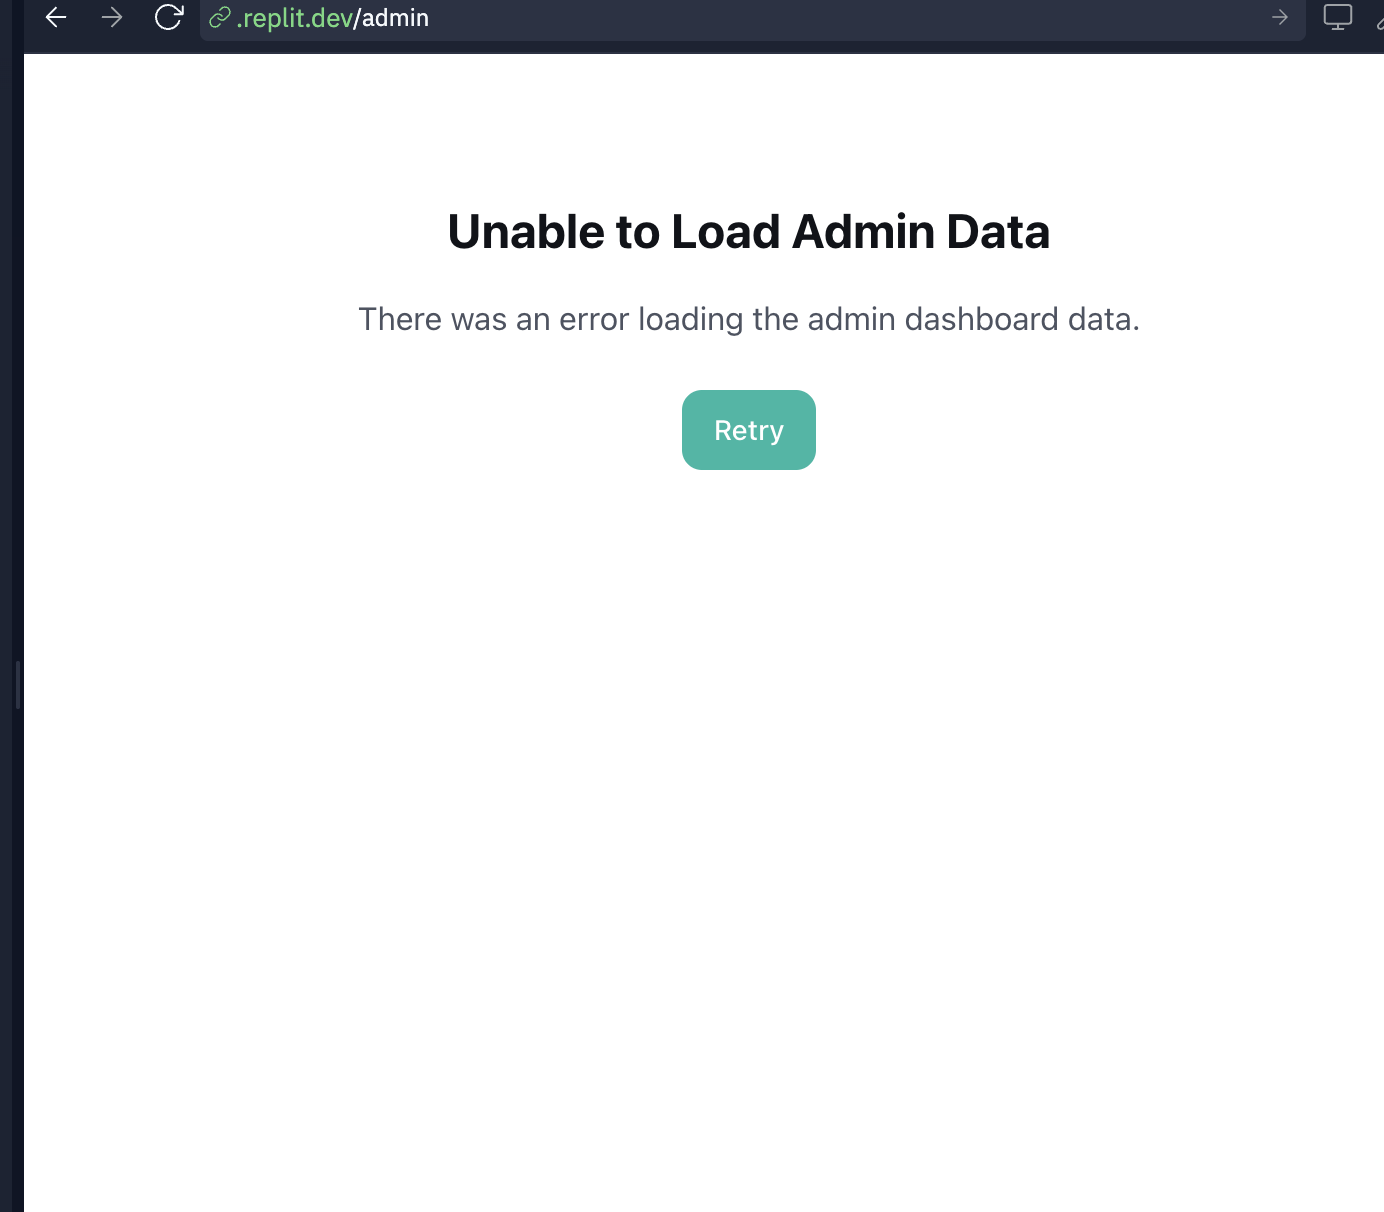 .replit.dev/admin
Unable to Load Admin Data
There was an error loading the admin dashboard data.
Retry